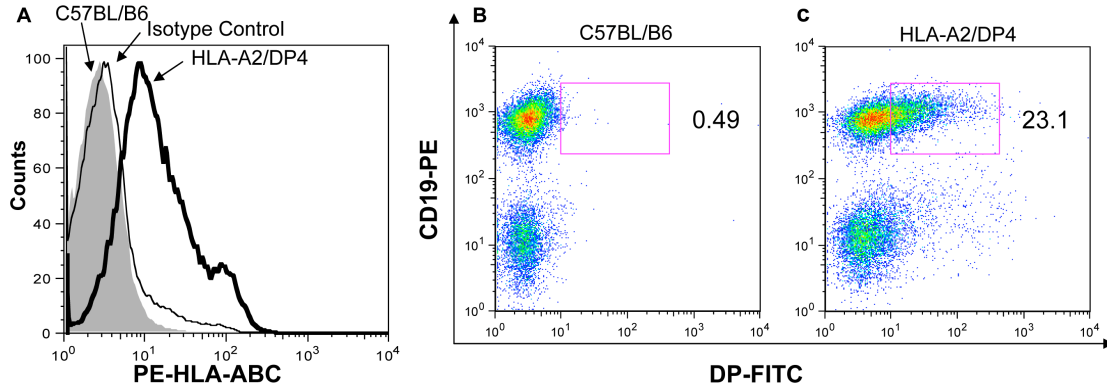 A
C57BL/B6
Isotype Control
HLA-A2/DP4
Counts
100
80
60
40
20
0
10^0 10^1 10^2 10^3 10^4
PE-HLA-ABC
B
C57BL/B6
CD19-PE
10^4
10^3
10^2
10^1
10^0
0.49
10^0 10^1 10^2 10^3 10^4
c
HLA-A2/DP4
10^4
10^3
10^2
10^1
10^0
23.1
10^0 10^1 10^2 10^3 10^4
DP-FITC